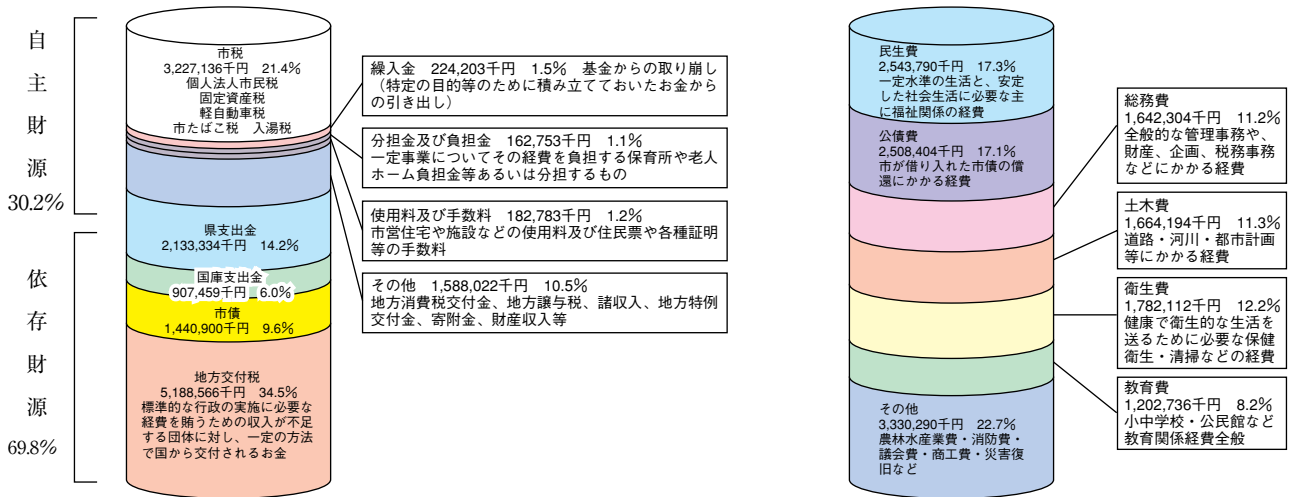 自主財源
30.2%
依存財源
69.8%
市税
3,227,136千円 21.4%
個人法人市民税
固定資産税
軽自動車税
市たばこ税 入湯税
県支出金
2,133,334千円 14.2%
国庫支出金
907,459千円 6.0%
市債
1,440,900千円 9.6%
地方交付税
5,188,566千円 34.5%
標準的な行政の実施に必要な
経費を賄うための収入が不足
する団体に対し、一定の方法
で国から交付されるお金
繰入金 224,203千円 1.5% 基金からの取り崩し
（特定の目的等のために積み立てておいたお金から
の引き出し）
分担金及び負担金 162,753千円 1.1%
一定事業についてその経費を負担する保育所や老人
ホーム負担金等あるいは分担するもの
使用料及び手数料 182,783千円 1.2%
市営住宅や施設などの使用料及び住民票や各種証明
等の手数料
その他 1,588,022千円 10.5%
地方消費税交付金、地方譲与税、諸収入、地方特例
交付金、寄附金、財産収入等
民生費
2,543,790千円 17.3%
一定水準の生活と、安定
した社会生活に必要な主
に福祉関係の経費
公債費
2,508,404千円 17.1%
市が借り入れた市債の償
還にかかる経費
その他
3,330,290千円 22.7%
農林水産業費・消防費・
議会費・商工費・災害復
旧など
総務費
1,642,304千円 11.2%
全般的な管理事務や、
財産、企画、税務事務
などにかかる経費
土木費
1,664,194千円 11.3%
道路・河川・都市計画
等にかかる経費
衛生費
1,782,112千円 12.2%
健康で衛生的な生活を
送るために必要な保健
衛生・清掃などの経費
教育費
1,202,736千円 8.2%
小中学校・公民館など
教育関係経費全般